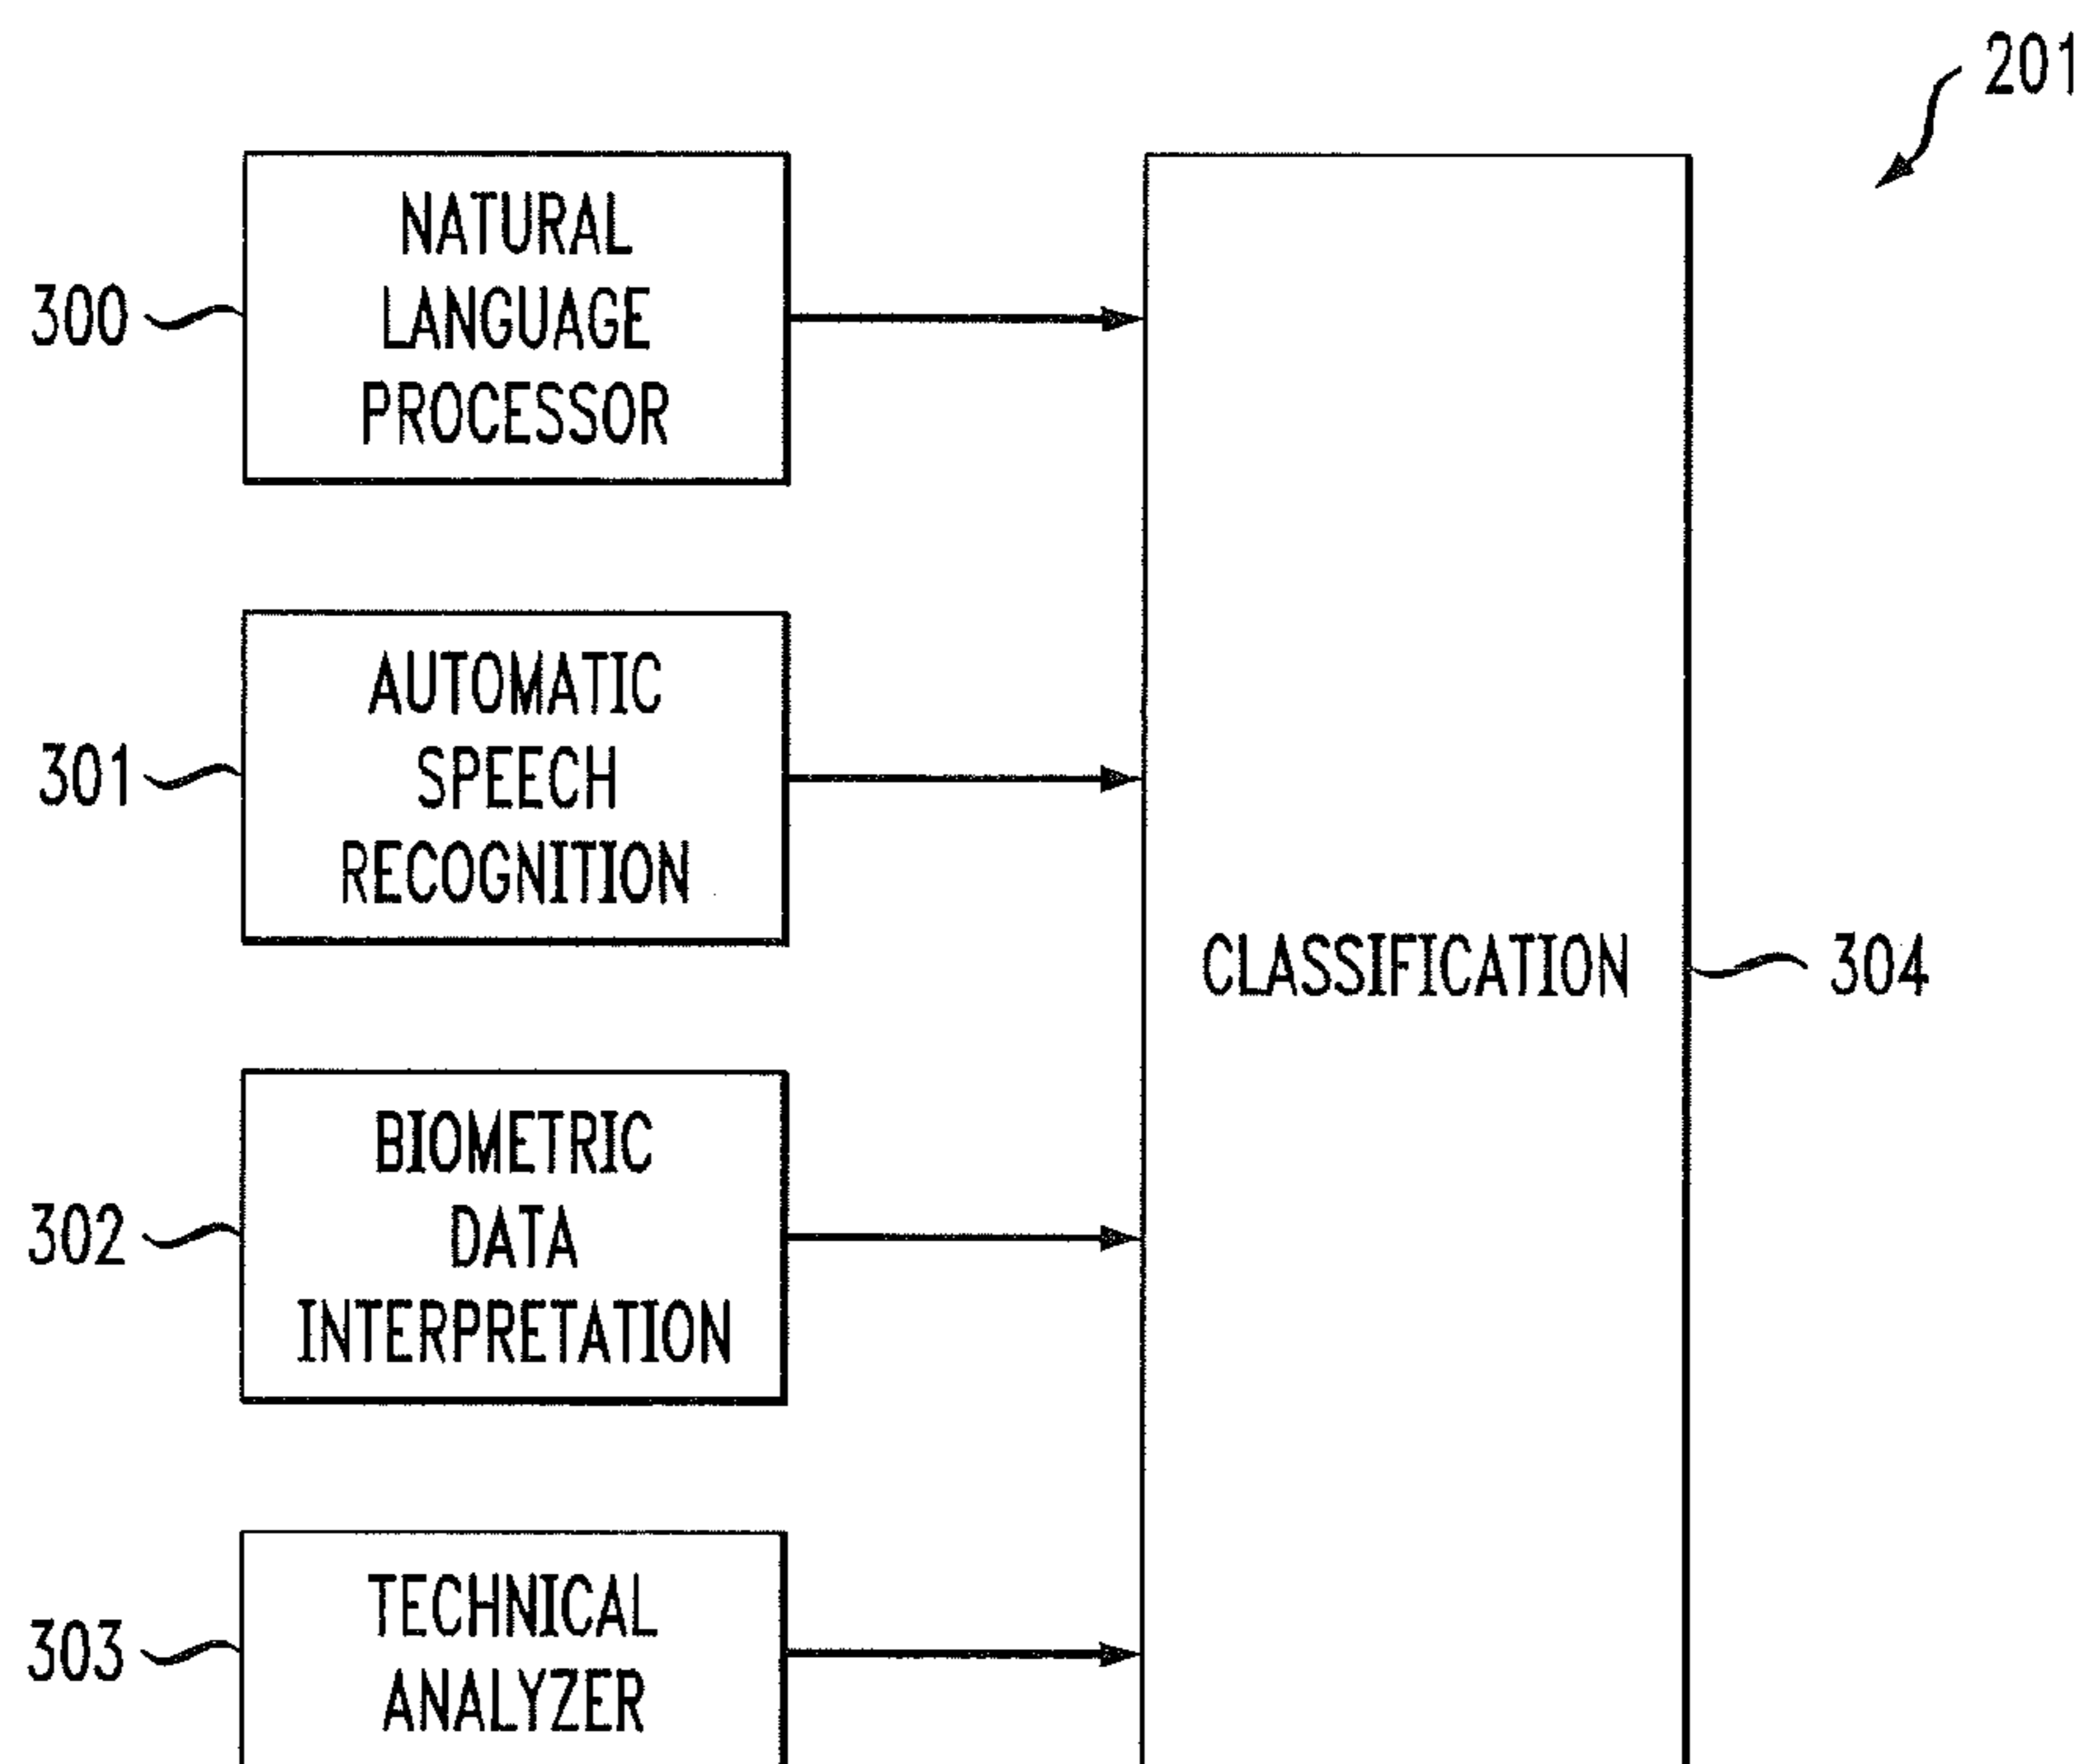 201
300
NATURAL
LANGUAGE
PROCESSOR
301
AUTOMATIC
SPEECH
RECOGNITION
CLASSIFICATION
304
302
BIOMETRIC
DATA
INTERPRETATION
303
TECHNICAL
ANALYZER